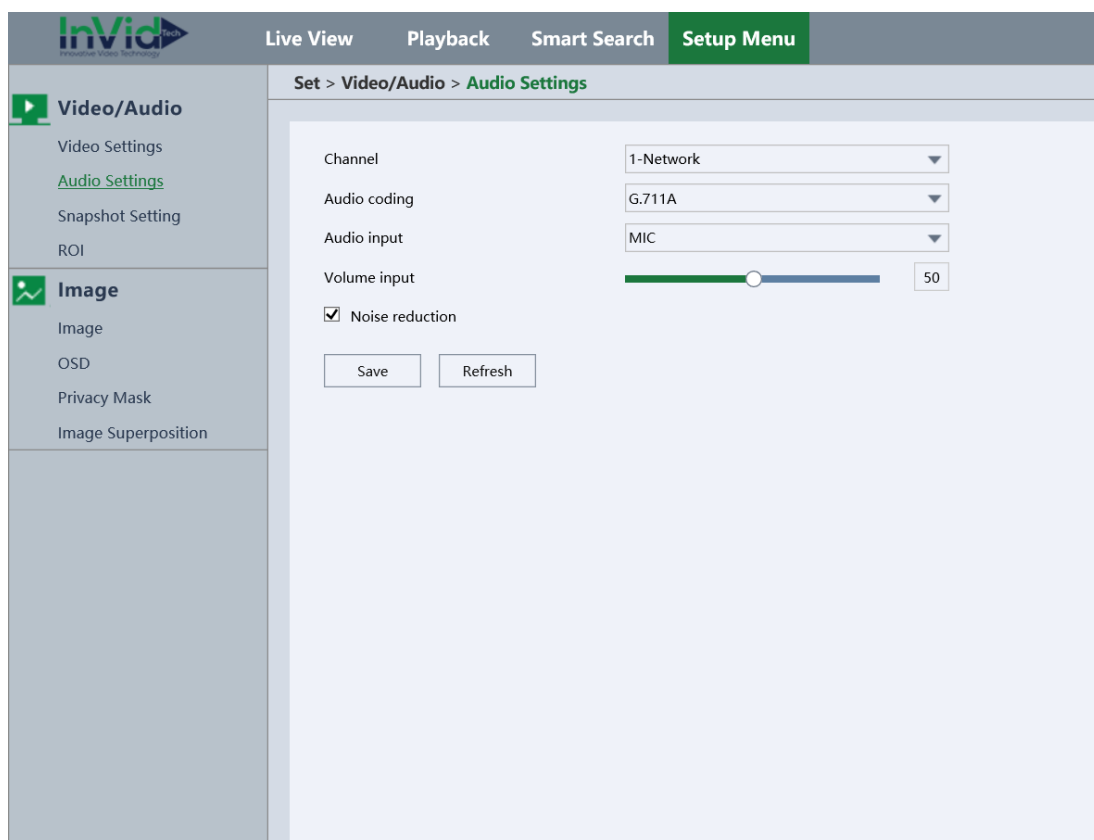 InVid Tech
Innovative Video Technology
Live View Playback Smart Search Setup Menu
Set > Video/Audio > Audio Settings
Video/Audio
Video Settings
Audio Settings
Snapshot Setting
ROI
Image
Image
OSD
Privacy Mask
Image Superposition
Channel 1-Network
Audio coding G.711A
Audio input MIC
Volume input 50
Noise reduction
Save Refresh